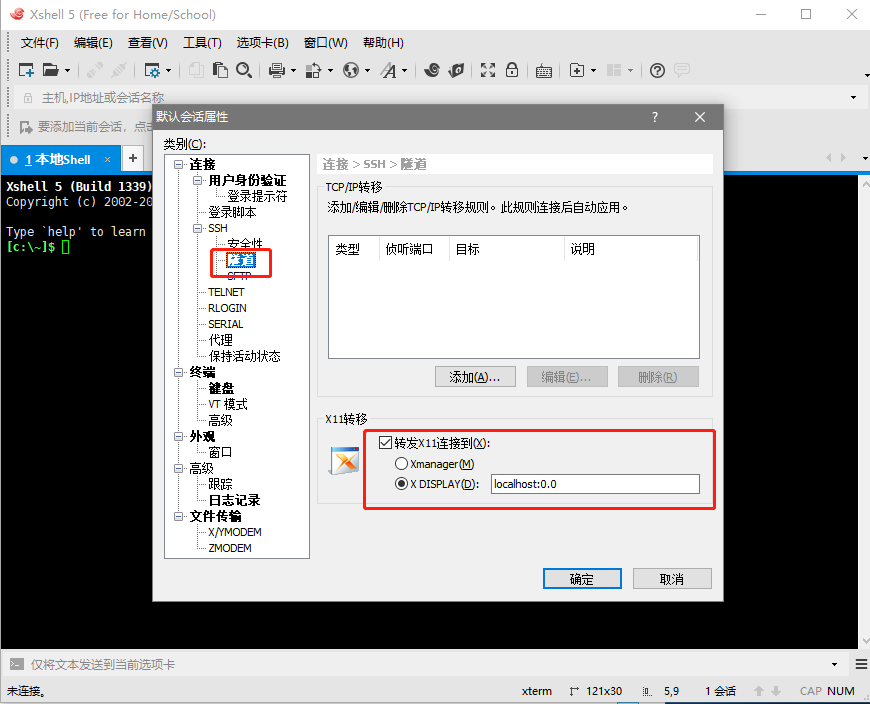 Xshell 5 (Free for Home/School)
文件(F) 编辑(E) 查看(V) 工具(T) 选项卡(B) 窗口(W) 帮助(H)
主机,IP地址或会话名称
要添加当前会话，点击
1 本地Shell × +
Xshell 5 (Build 1339)
Copyright (c) 2002-20
Type `help' to learn
[c:\~]$
默认会话属性 ? ×
类别(C):
连接
用户身份验证
登录提示符
登录脚本
SSH
安全性
隧道
SFTP
TELNET
RLOGIN
SERIAL
代理
保持活动状态
终端
键盘
VT 模式
高级
外观
窗口
高级
跟踪
日志记录
文件传输
X/YMODEM
ZMODEM
连接 > SSH > 隧道
TCP/IP转移
添加/编辑/删除TCP/IP转移规则。此规则连接后自动应用。
类型 侦听端口 目标 说明
添加(A)... 编辑(E)... 删除(R)
X11转移
转发X11连接到(X):
Xmanager(M)
X DISPLAY(D): localhost:0.0
确定 取消
仅将文本发送到当前选项卡
未连接。 xterm 121x30 5,9 1 会话 CAP NUM